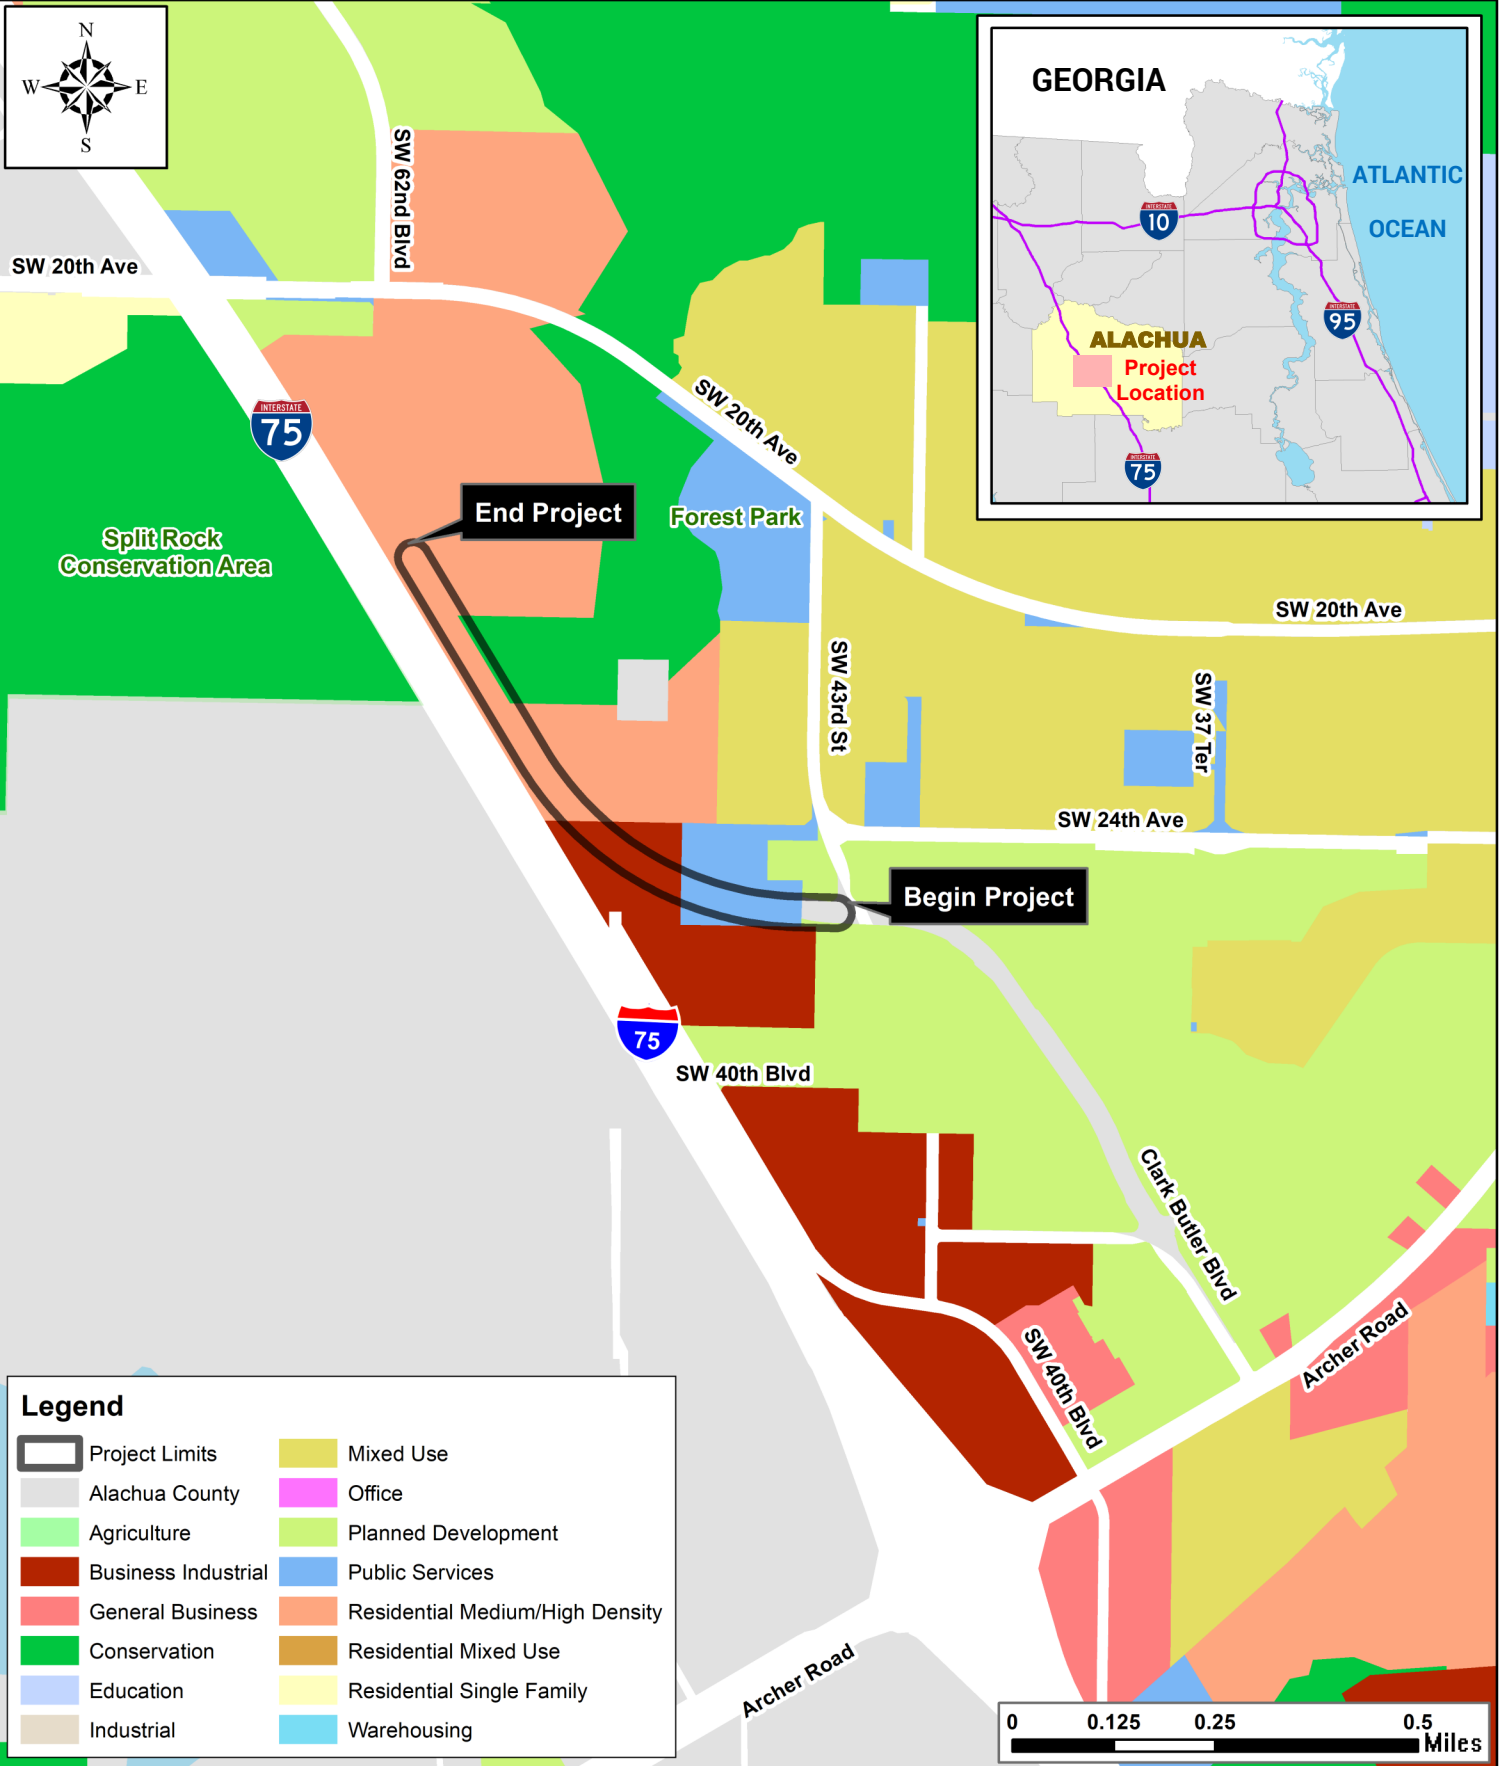 N
W
E
S
GEORGIA
ATLANTIC
OCEAN
INTERSTATE
10
INTERSTATE
95
ALACHUA
Project
Location
INTERSTATE
75
SW 62nd Blvd
SW 20th Ave
INTERSTATE
75
SW 20th Ave
End Project
Forest Park
Split Rock
Conservation Area
SW 20th Ave
SW 43rd St
SW 37 Ter
SW 24th Ave
Begin Project
75
SW 40th Blvd
Clark Butler Blvd
Archer Road
SW 40th Blvd
Archer Road
Legend
Project Limits
Alachua County
Agriculture
Business Industrial
General Business
Conservation
Education
Industrial
Mixed Use
Office
Planned Development
Public Services
Residential Medium/High Density
Residential Mixed Use
Residential Single Family
Warehousing
0 0.125 0.25 0.5
Miles